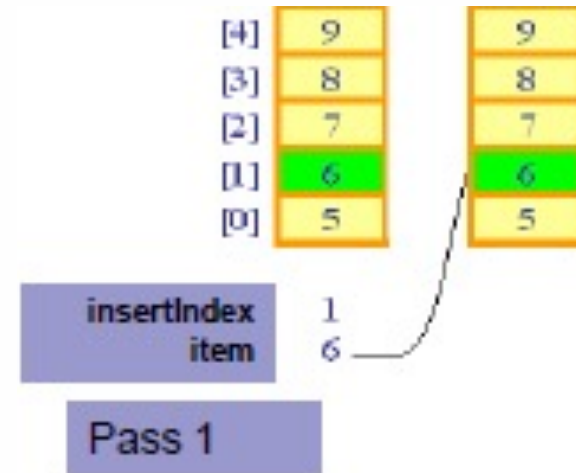 [4] 9 9
[3] 8 8
[2] 7 7
[1] 6 6
[0] 5 5
insertIndex 1
item 6
Pass 1